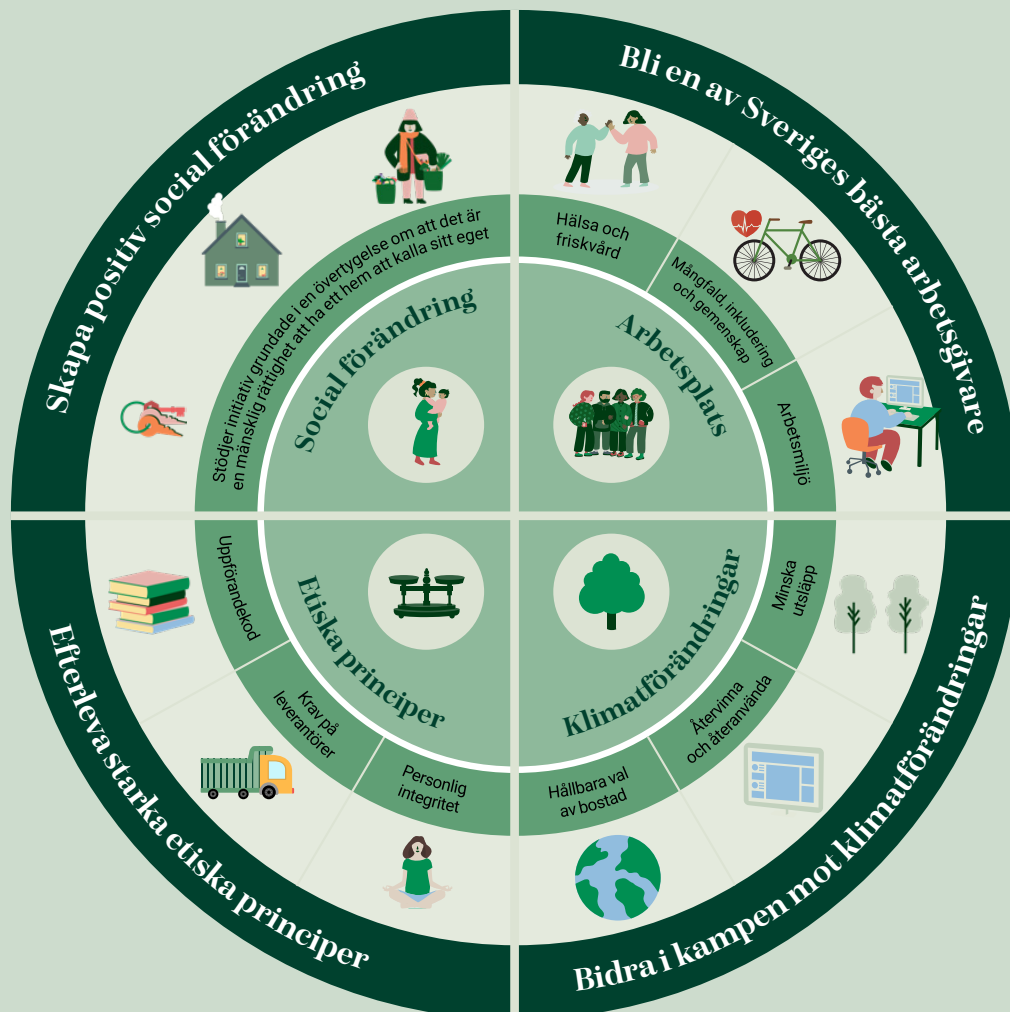 Skapa positiv social förändring
Stödjer initiativ grundade i en övertygelse om att det är
en mänsklig rättighet att ha ett hem att kalla sitt eget
Social förändring
Bli en av Sveriges bästa arbetsgivare
Hälsa och
friskvård
Mångfald, inkludering
och gemenskap
Arbetsmiljö
Arbetsplats
Efterleva starka etiska principer
Uppförandekod
Krav på
leverantörer
Personlig
integritet
Etiska principer
Bidra i kampen mot klimatförändringar
Minska
utsläpp
Återvinna
och återanvända
Hållbara val
av bostad
Klimatförändringar